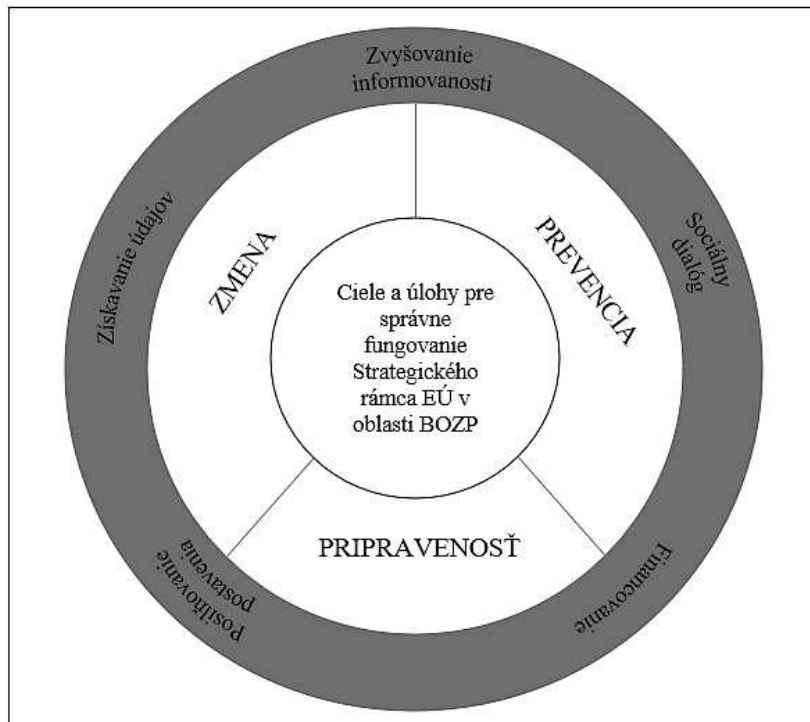 Zvyšovanie
informovanosti
Sociálny
dialóg
Financovanie
Posilňovanie
postavenia
Získavanie údajov
ZMENA
PREVENCIA
PRIPRAVENOSŤ
Ciele a úlohy pre
správne
fungovanie
Strategického
rámca EÚ v
oblasti BOZP